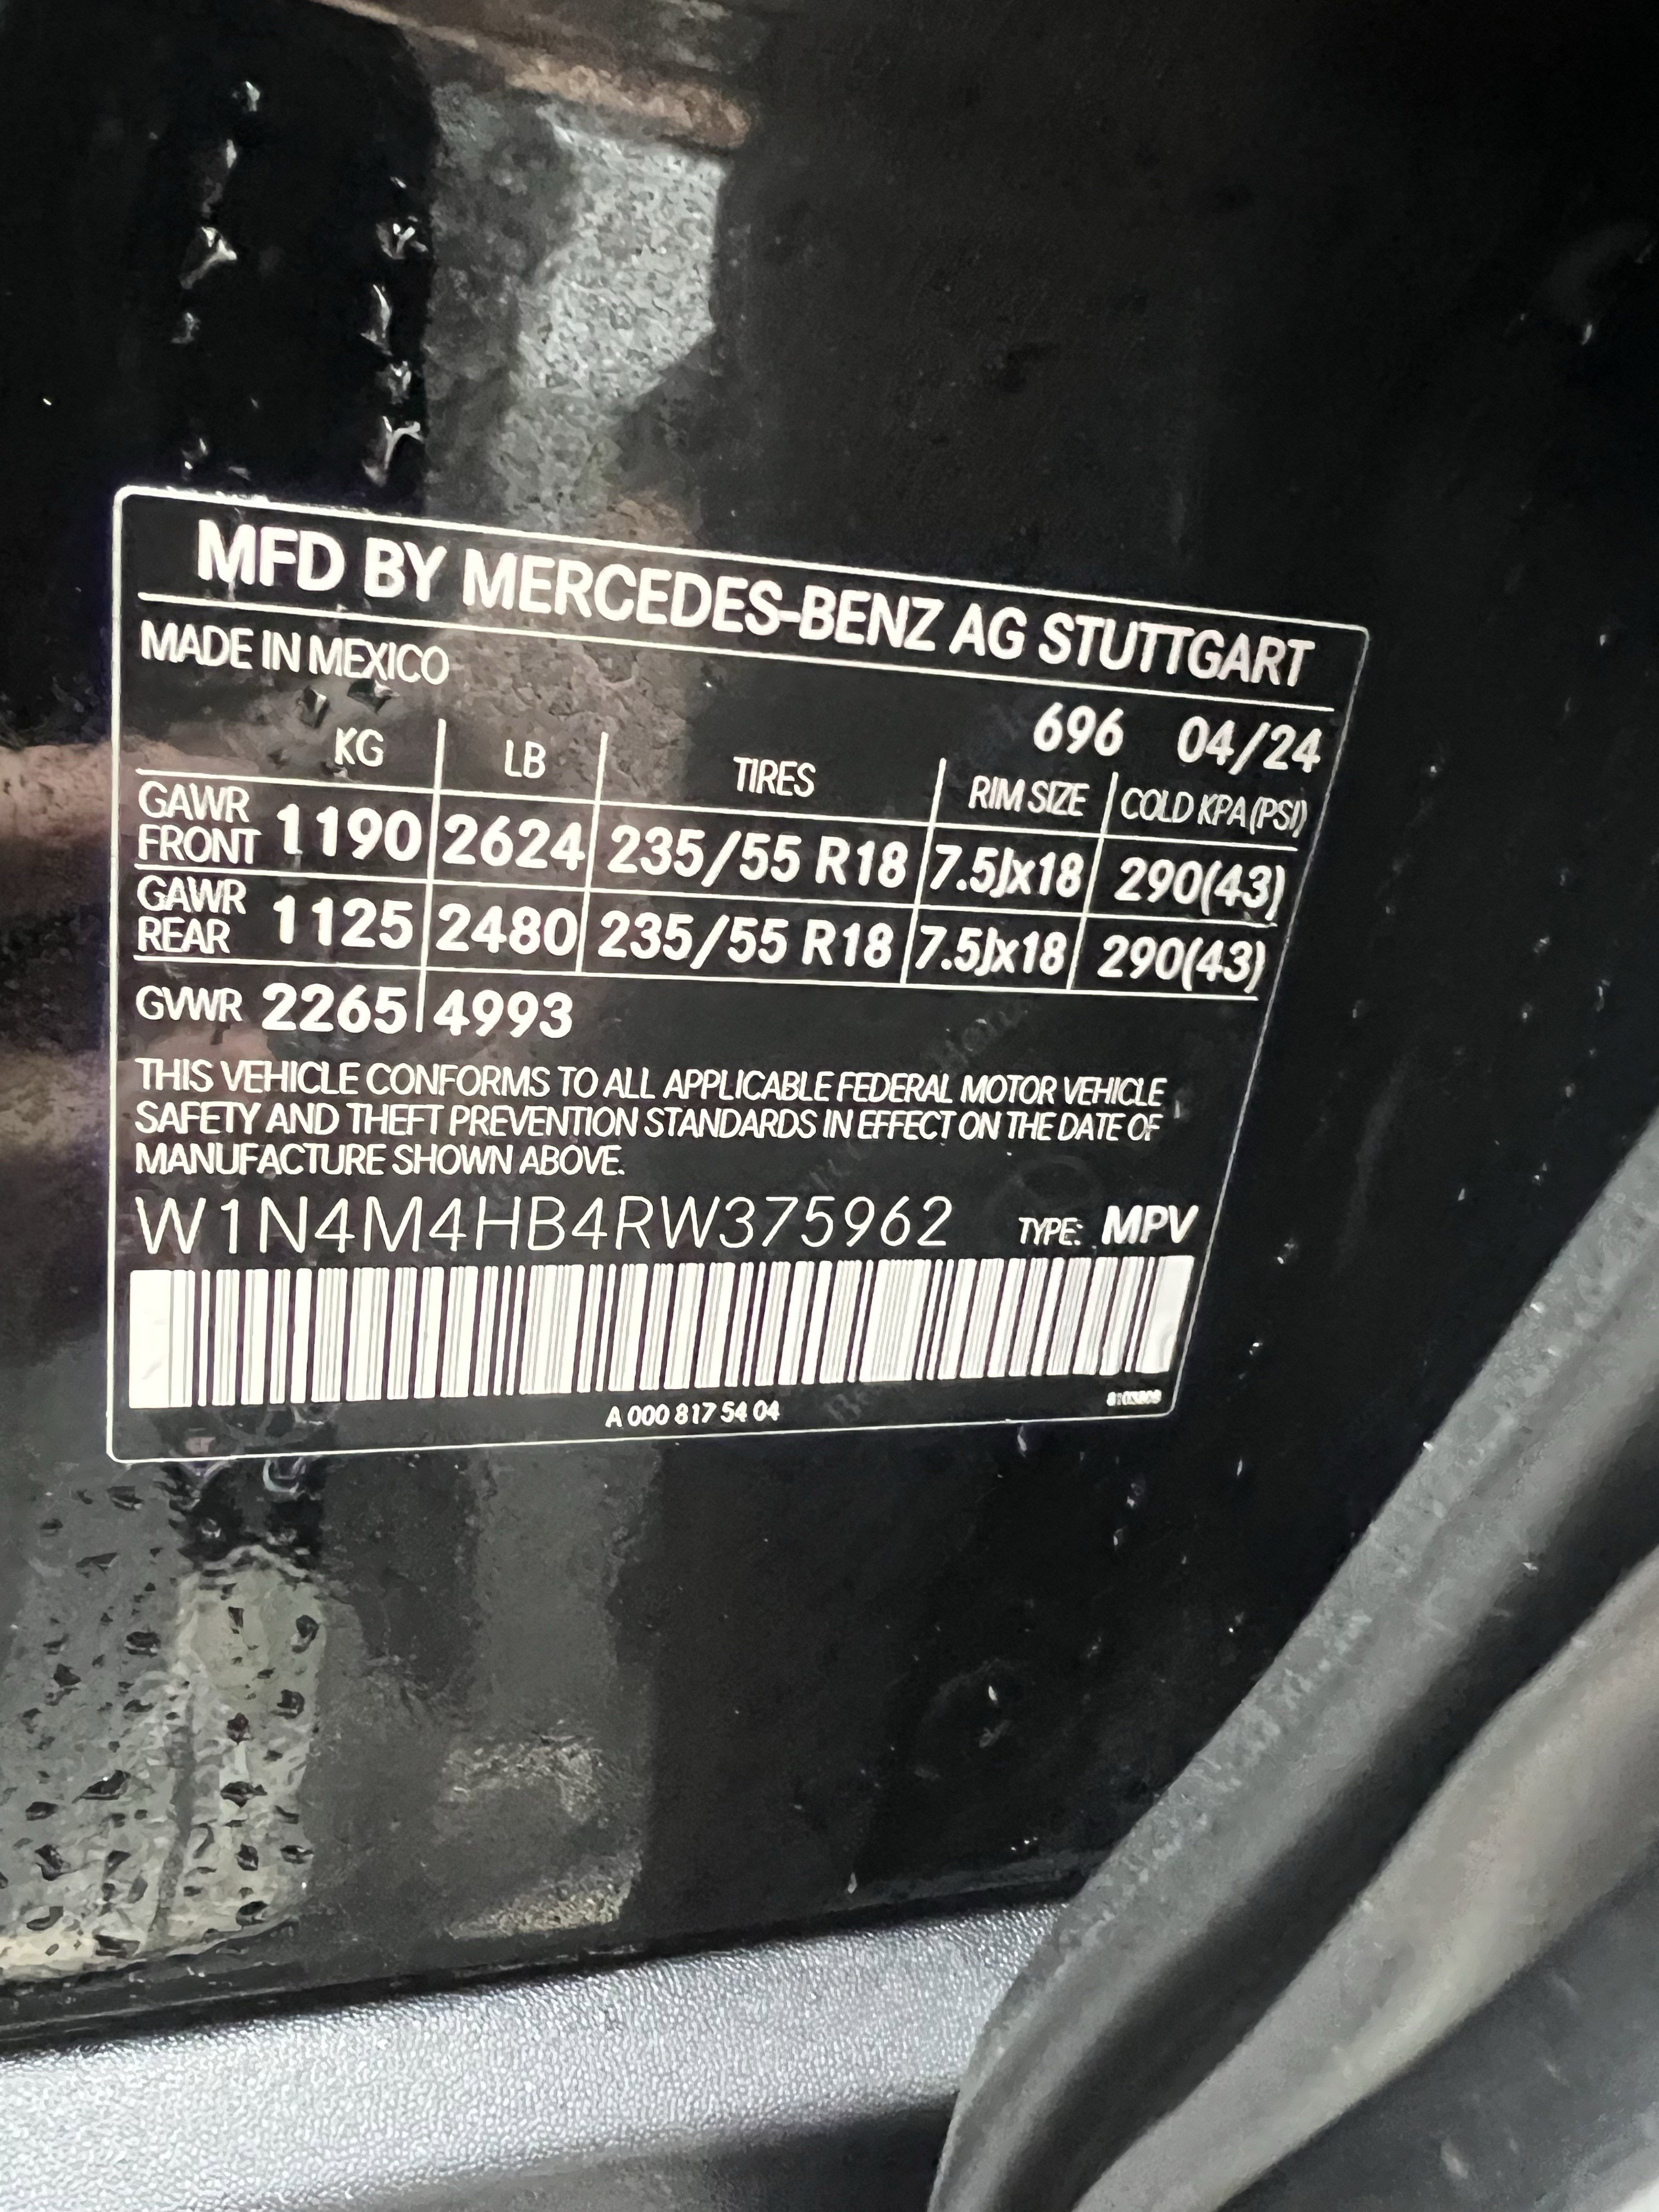 MFD BY MERCEDES-BENZ AG STUTTGART
MADE IN MEXICO
696 04/24
KG LB TIRES RIM SIZE COLD KPA (PSI)
GAWR FRONT 1190 2624 235/55 R18 7.5Jx18 290(43)
GAWR REAR 1125 2480 235/55 R18 7.5Jx18 290(43)
GVWR 2265 4993
THIS VEHICLE CONFORMS TO ALL APPLICABLE FEDERAL MOTOR VEHICLE
SAFETY AND THEFT PREVENTION STANDARDS IN EFFECT ON THE DATE OF
MANUFACTURE SHOWN ABOVE.
W1N4M4HB4RW375962 TYPE: MPV
A 000 817 54 04